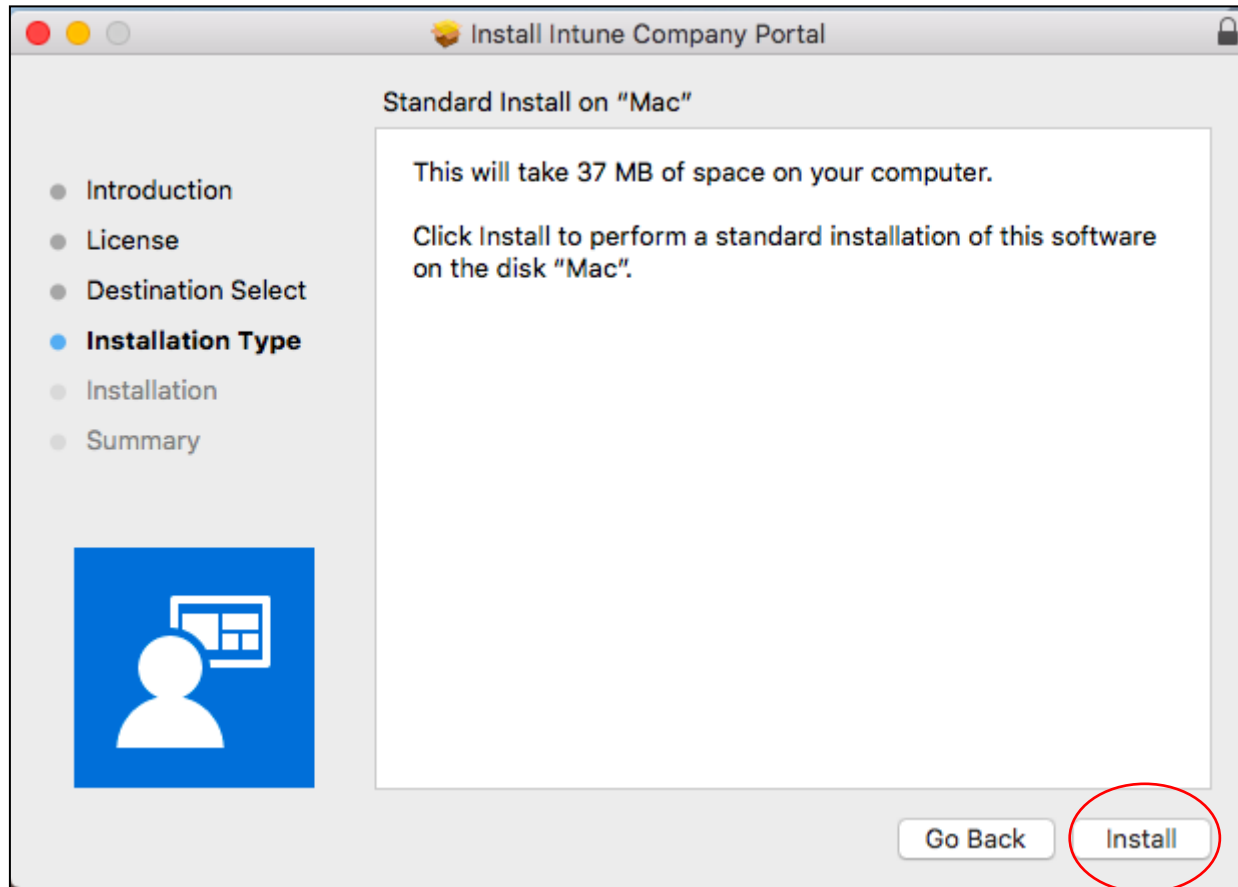 Install Intune Company Portal
Standard Install on “Mac”
Introduction
License
Destination Select
Installation Type
Installation
Summary
This will take 37 MB of space on your computer.
Click Install to perform a standard installation of this software
on the disk “Mac”.
Go Back
Install